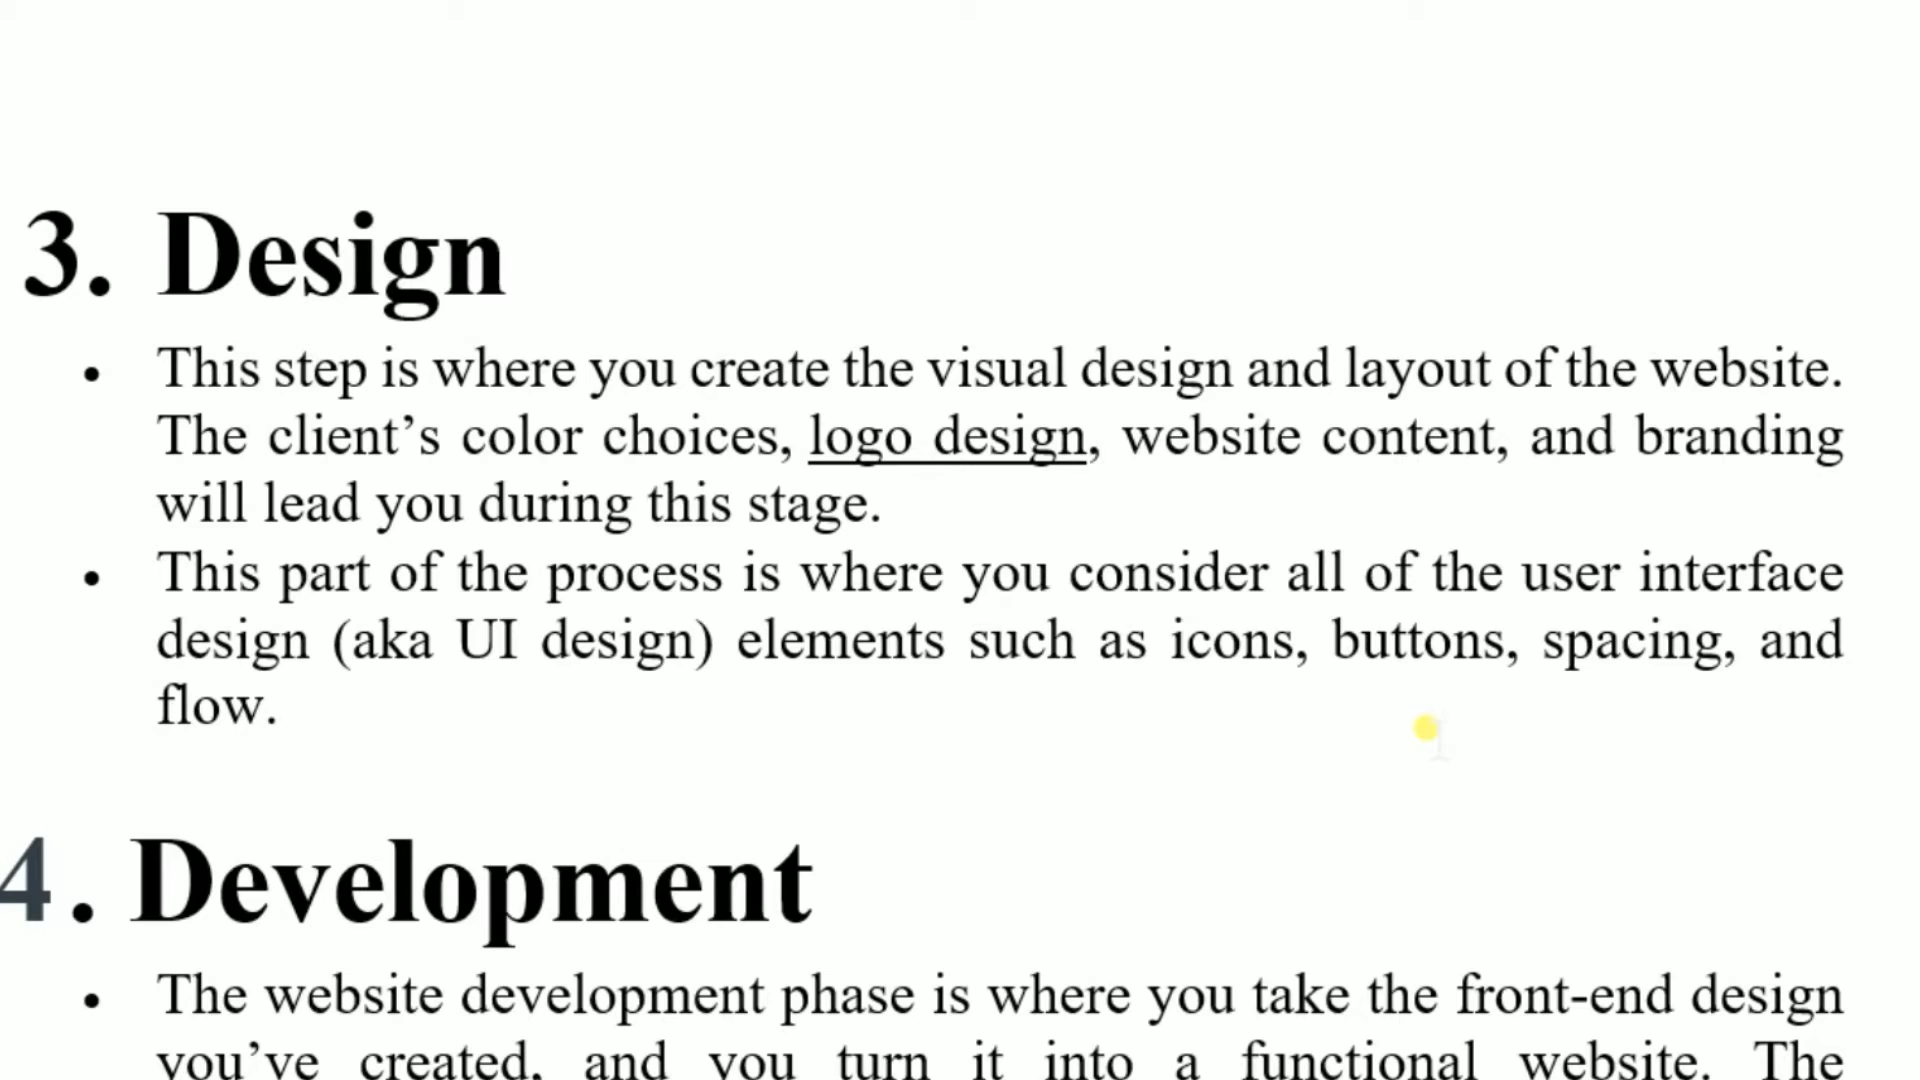 3. Design
• This step is where you create the visual design and layout of the website.
The client’s color choices, logo design, website content, and branding
will lead you during this stage.
• This part of the process is where you consider all of the user interface
design (aka UI design) elements such as icons, buttons, spacing, and
flow.
4. Development
• The website development phase is where you take the front-end design
you’ve created, and you turn it into a functional website. The